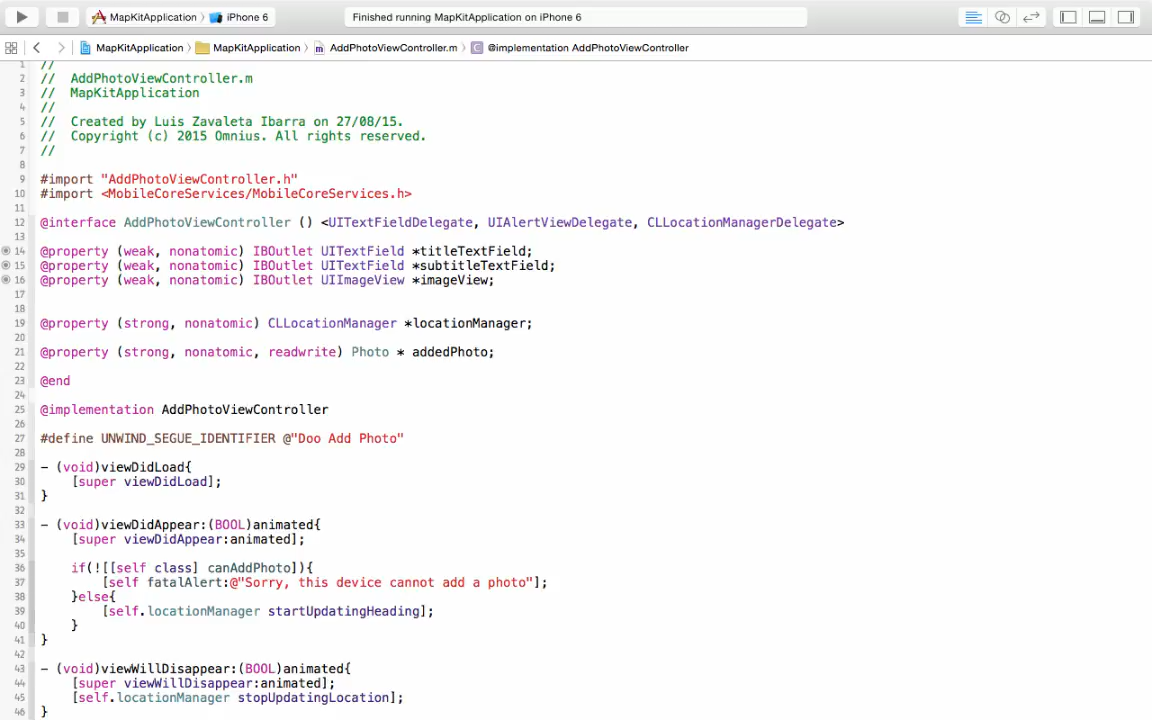 MapKitApplication iPhone 6 Finished running MapKitApplication on iPhone 6
MapKitApplication MapKitApplication AddPhotoViewController.m @implementation AddPhotoViewController
1 //
2 //  AddPhotoViewController.m
3 //  MapKitApplication
4 //
5 //  Created by Luis Zavaleta Ibarra on 27/08/15.
6 //  Copyright (c) 2015 Omnius. All rights reserved.
7 //
8
9 #import "AddPhotoViewController.h"
10 #import <MobileCoreServices/MobileCoreServices.h>
11
12 @interface AddPhotoViewController () <UITextFieldDelegate, UIAlertViewDelegate, CLLocationManagerDelegate>
13
14 @property (weak, nonatomic) IBOutlet UITextField *titleTextField;
15 @property (weak, nonatomic) IBOutlet UITextField *subtitleTextField;
16 @property (weak, nonatomic) IBOutlet UIImageView *imageView;
17
18
19 @property (strong, nonatomic) CLLocationManager *locationManager;
20
21 @property (strong, nonatomic, readwrite) Photo * addedPhoto;
22
23 @end
24
25 @implementation AddPhotoViewController
26
27 #define UNWIND_SEGUE_IDENTIFIER @"Doo Add Photo"
28
29 - (void)viewDidLoad{
30     [super viewDidLoad];
31 }
32
33 - (void)viewDidAppear:(BOOL)animated{
34     [super viewDidAppear:animated];
35
36     if(![[self class] canAddPhoto]){
37         [self fatalAlert:@"Sorry, this device cannot add a photo"];
38     }else{
39         [self.locationManager startUpdatingHeading];
40     }
41 }
42
43 - (void)viewWillDisappear:(BOOL)animated{
44     [super viewWillDisappear:animated];
45     [self.locationManager stopUpdatingLocation];
46 }